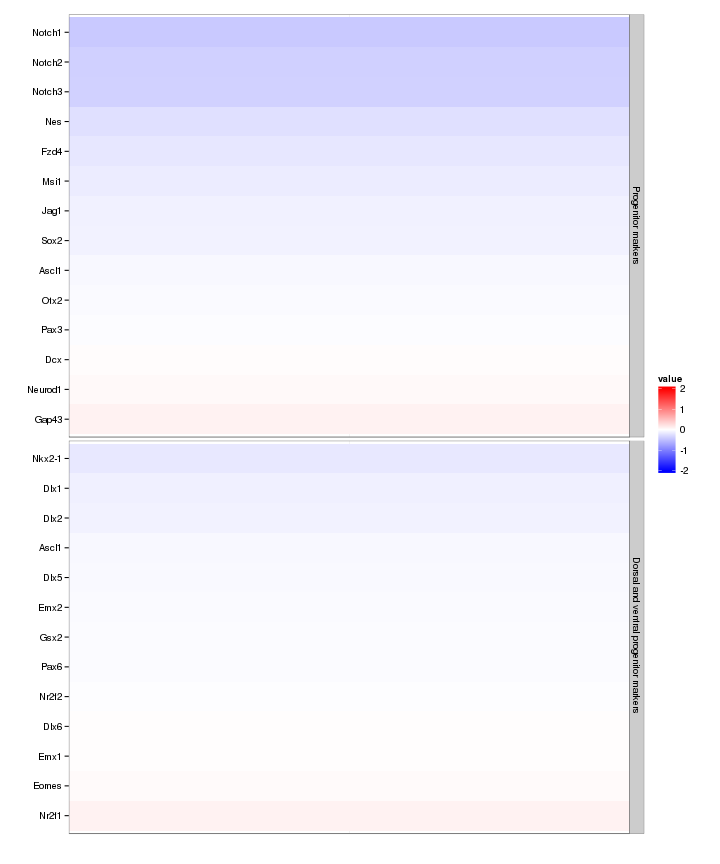 Notch1
Notch2
Notch3
Nes
Fzd4
Msi1
Jag1
Sox2
Ascl1
Otx2
Pax3
Dcx
Neurod1
Gap43
Progenitor markers
Nkx2-1
Dlx1
Dlx2
Ascl1
Dlx5
Emx2
Gsx2
Pax6
Nr2f2
Dlx6
Emx1
Eomes
Nr2f1
Dorsal and ventral progenitor markers
value
2
1
0
-1
-2